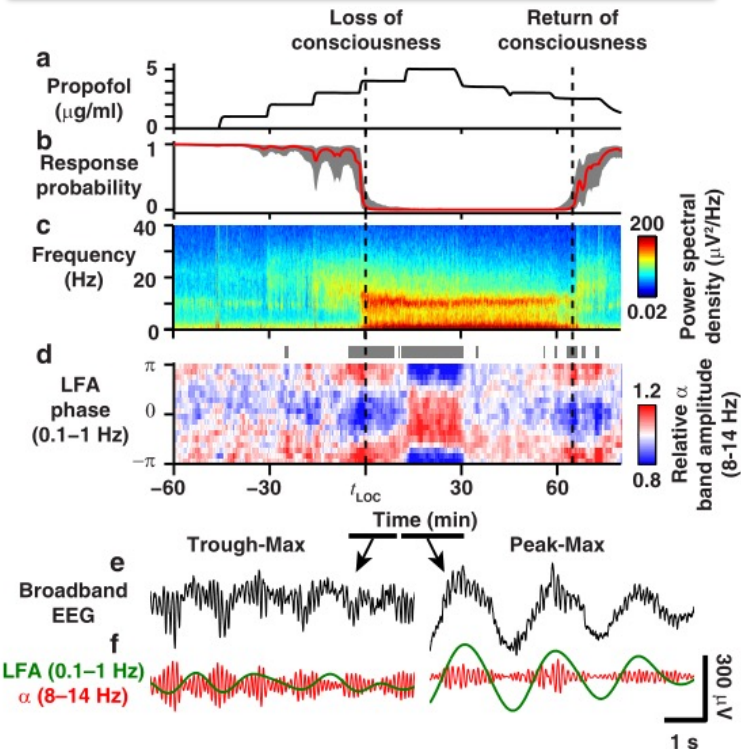 Loss of consciousness
Return of consciousness
a
Propofol
(μg/ml)
5
0
b
Response
probability
1
0
c
Frequency
(Hz)
40
20
0
200
0.02
Power spectral
density (μV²/Hz)
d
LFA
phase
(0.1–1 Hz)
π
0
−π
1.2
0.8
Relative α
band amplitude
(8-14 Hz)
−60
−30
tLOC
30
60
Time (min)
Trough-Max
Peak-Max
e
Broadband
EEG
f
LFA (0.1–1 Hz)
α (8–14 Hz)
300 μV
1 s